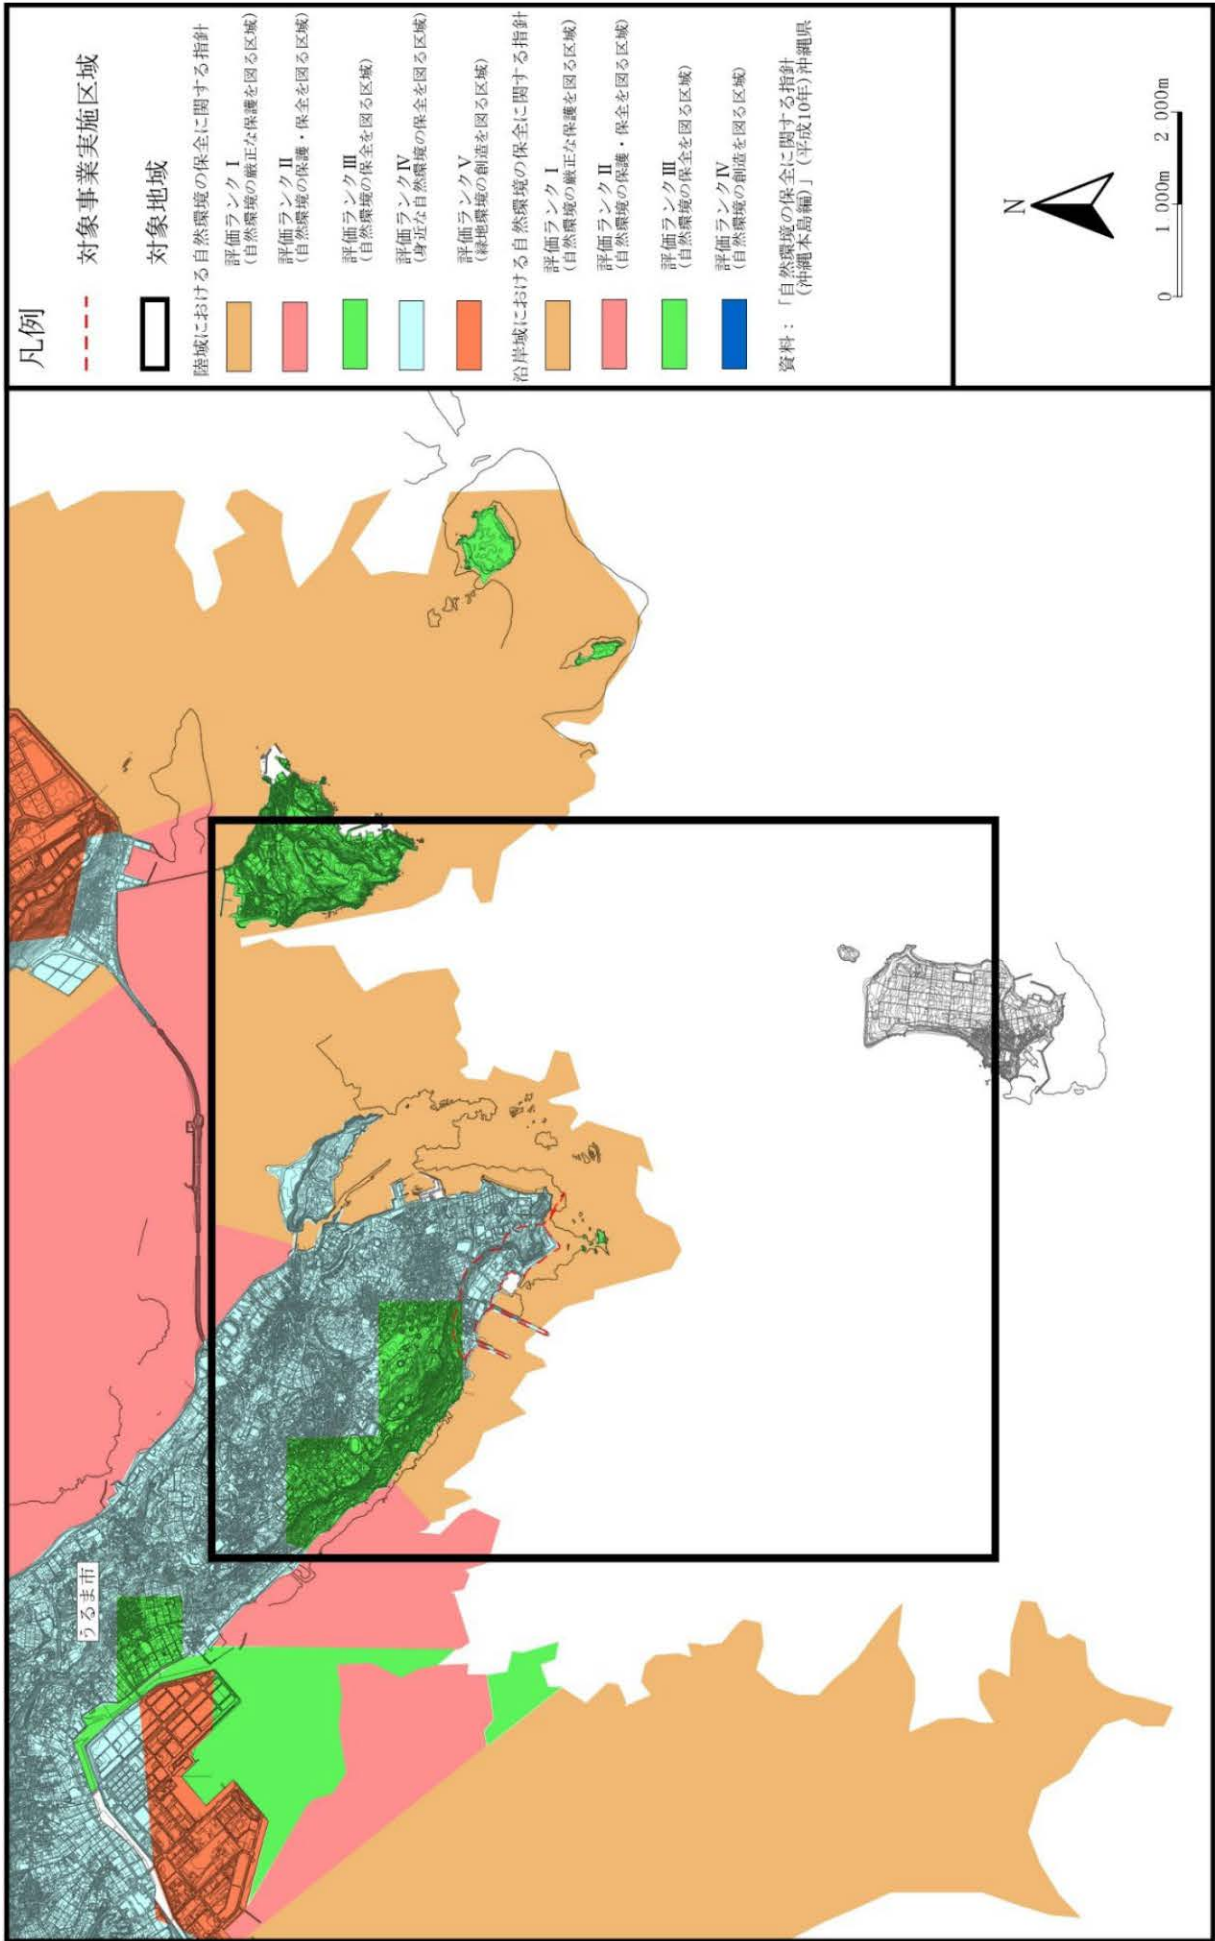 凡例
対象事業実施区域
対象地域
陸域における自然環境の保全に関する指針
評価ランクⅠ
(自然環境の厳正な保護を図る区域)
評価ランクⅡ
(自然環境の保護・保全を図る区域)
評価ランクⅢ
(自然環境の保全を図る区域)
評価ランクⅣ
(身近な自然環境の保全を図る区域)
評価ランクⅤ
(緑地環境の創造を図る区域)
沿岸域における自然環境の保全に関する指針
評価ランクⅠ
(自然環境の厳正な保護を図る区域)
評価ランクⅡ
(自然環境の保護・保全を図る区域)
評価ランクⅢ
(自然環境の保全を図る区域)
評価ランクⅣ
(自然環境の創造を図る区域)
資料：「自然環境の保全に関する指針
(沖縄本島編)」(平成10年)沖縄県
N
0 1,000m 2,000m
うるま市